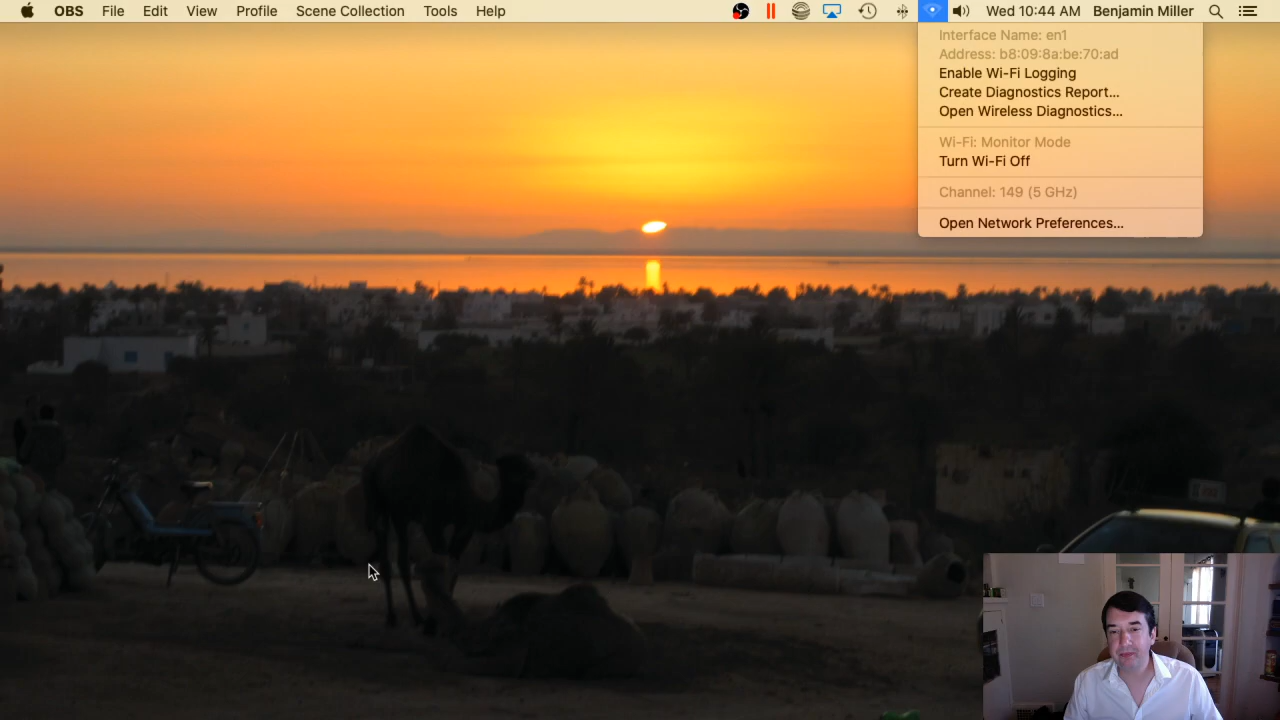 OBS File Edit View Profile Scene Collection Tools Help Wed 10:44 AM Benjamin Miller
Interface Name: en1
Address: b8:09:8a:be:70:ad
Enable Wi-Fi Logging
Create Diagnostics Report...
Open Wireless Diagnostics...
Wi-Fi: Monitor Mode
Turn Wi-Fi Off
Channel: 149 (5 GHz)
Open Network Preferences...